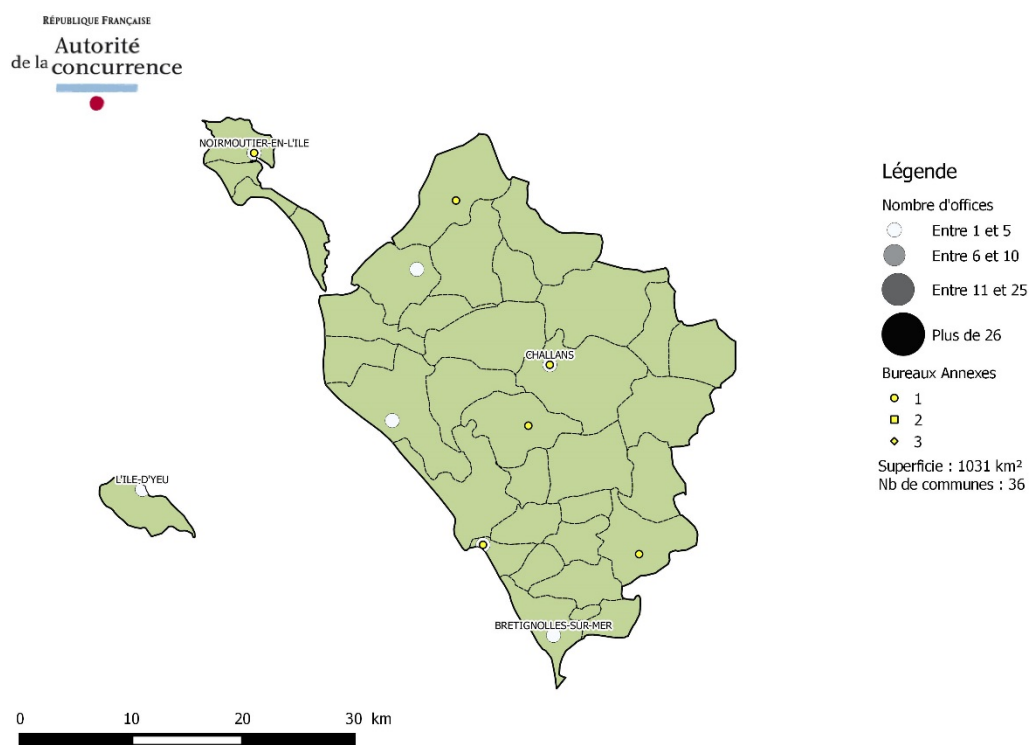 RÉPUBLIQUE FRANÇAISE
Autorité
de la concurrence
NOIRMOUTIER-EN-L'ILE
CHALLANS
L'ILE-D'YEU
BRETIGNOLLES-SUR-MER
Légende
Nombre d'offices
Entre 1 et 5
Entre 6 et 10
Entre 11 et 25
Plus de 26
Bureaux Annexes
1
2
3
Superficie : 1031 km²
Nb de communes : 36
0 10 20 30 km